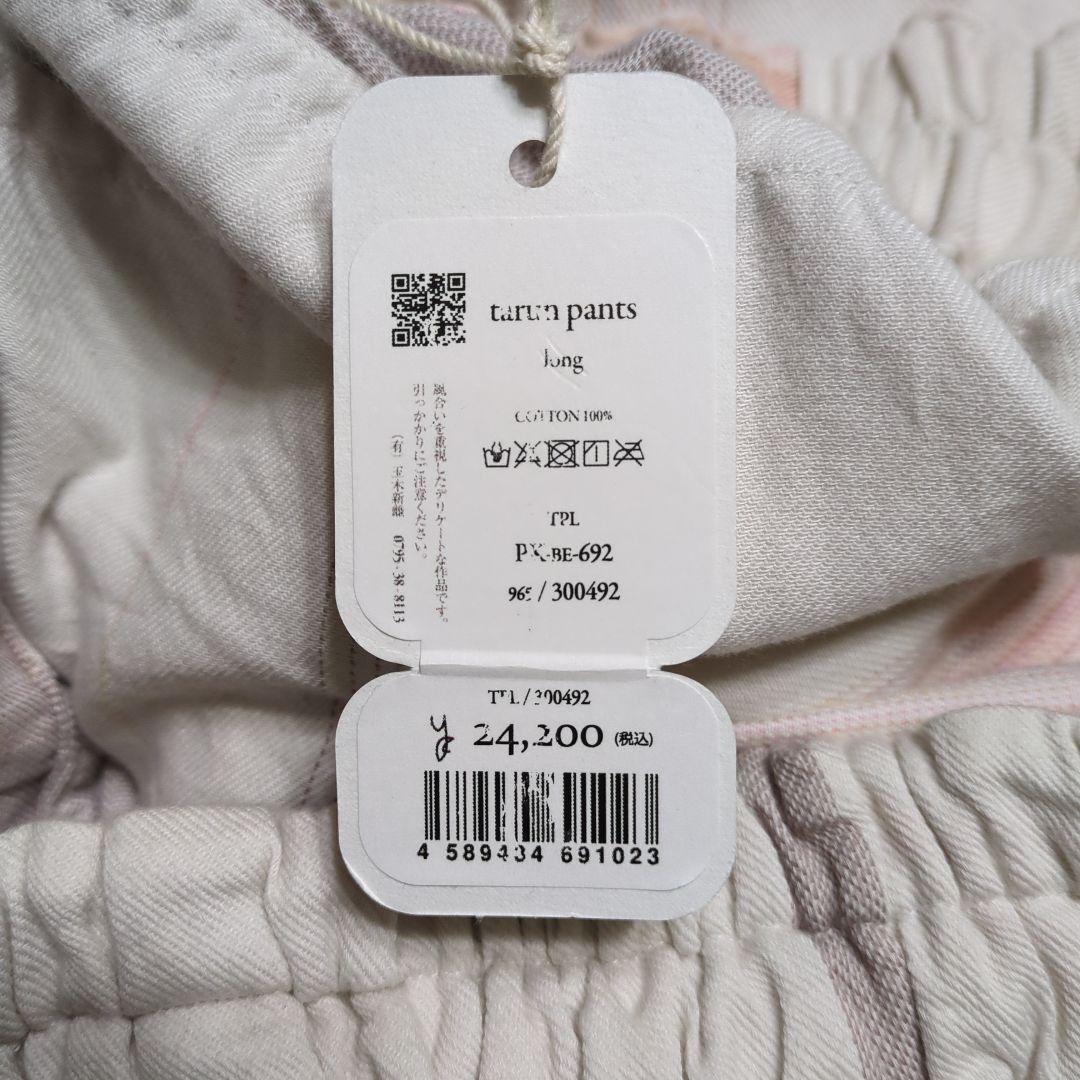 tarun pants
long
COTTON 100%
風合いを重視したデリケートな作品です。
引っかかりにご注意ください。
(有) 玉木新雌 0795-38-8113
TPL
PK-BE-692
965 / 300492
TPL / 300492
y 24,200 (税込)
4 589434 691023